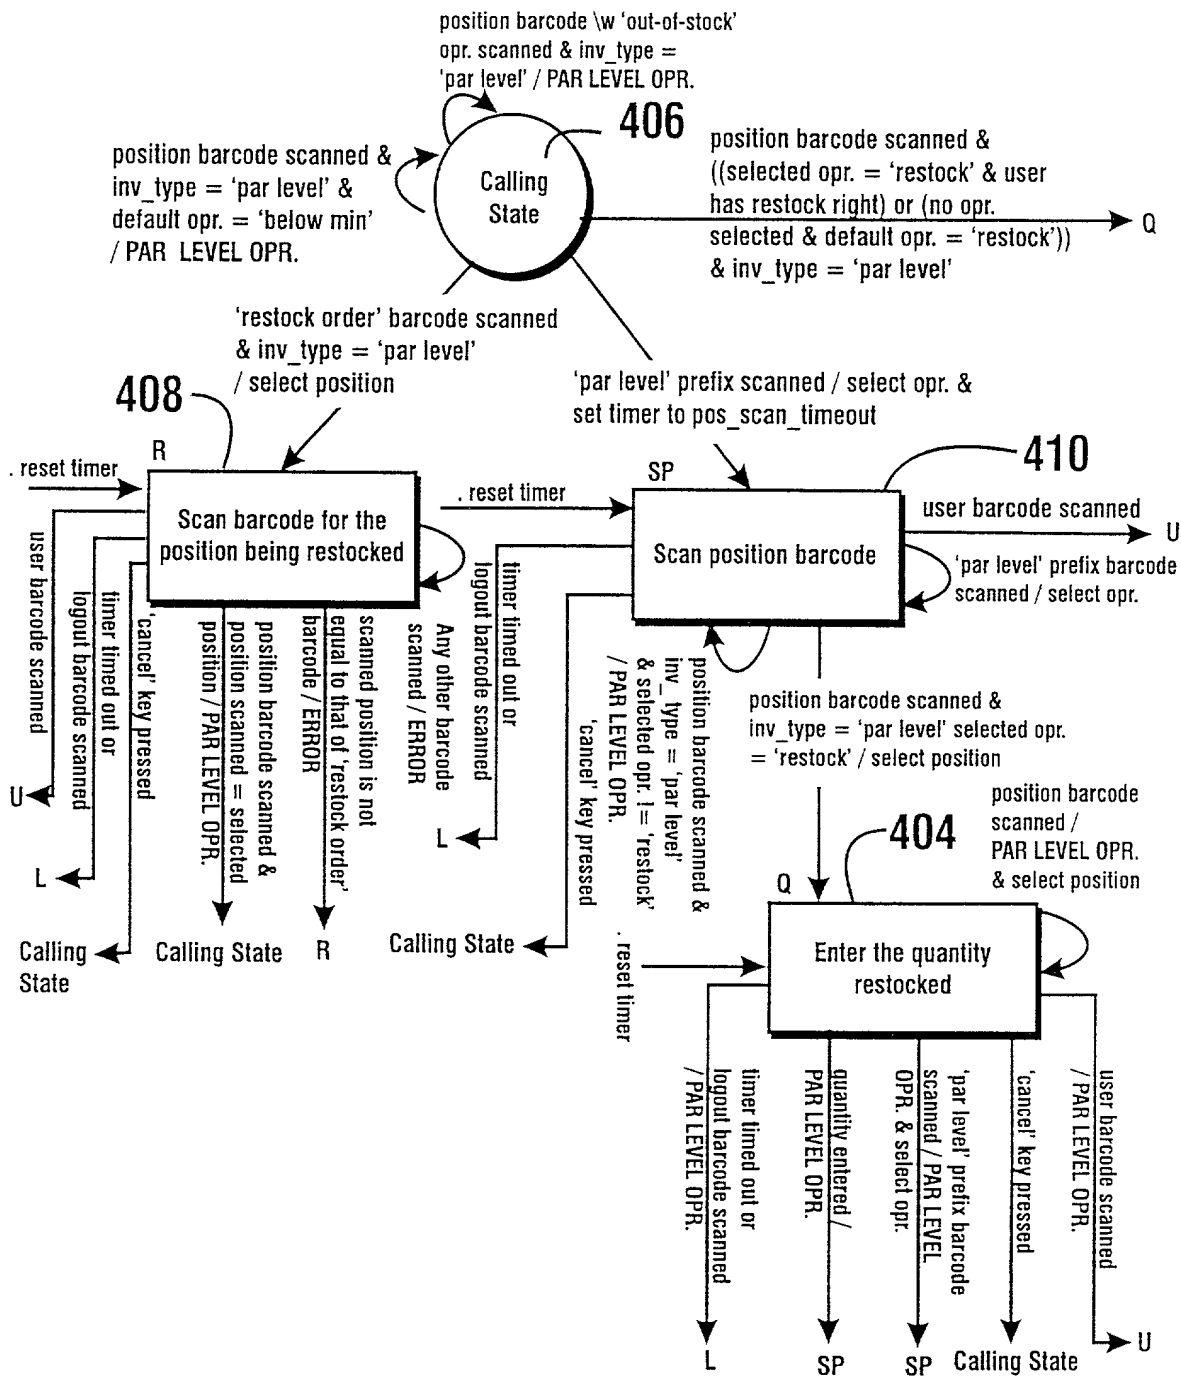 position barcode \w 'out-of-stock'
opr. scanned & inv_type =
'par level' / PAR LEVEL OPR.
406
position barcode scanned &
inv_type = 'par level' &
default opr. = 'below min'
/ PAR LEVEL OPR.
Calling
State
position barcode scanned &
((selected opr. = 'restock' & user
has restock right) or (no opr.
selected & default opr. = 'restock'))
& inv_type = 'par level'
Q
'restock order' barcode scanned
& inv_type = 'par level'
/ select position
'par level' prefix scanned / select opr. &
set timer to pos_scan_timeout
408
R
. reset timer
Scan barcode for the
position being restocked
user barcode scanned
U
timer timed out or
logout barcode scanned
L
'cancel' key pressed
Calling
State
position barcode scanned &
position scanned = selected
position / PAR LEVEL OPR.
Calling State
scanned position is not
equal to that of 'restock order'
barcode / ERROR
R
Any other barcode
scanned / ERROR
410
SP
. reset timer
Scan position barcode
user barcode scanned
U
'par level' prefix barcode
scanned / select opr.
timer timed out or
logout barcode scanned
L
'cancel' key pressed
Calling State
position barcode scanned &
inv_ type = 'par level'
& selected opr. != 'restock'
/ PAR LEVEL OPR.
position barcode scanned &
inv_type = 'par level' selected opr.
= 'restock' / select position
404
Q
position barcode
scanned /
PAR LEVEL OPR.
& select position
. reset timer
Enter the quantity
restocked
timer timed out or
logout barcode scanned
/ PAR LEVEL OPR.
L
quantity entered /
PAR LEVEL OPR.
SP
'par level' prefix barcode
scanned / PAR LEVEL
OPR. & select opr.
SP
'cancel' key pressed
Calling State
user barcode scanned
/ PAR LEVEL OPR.
U